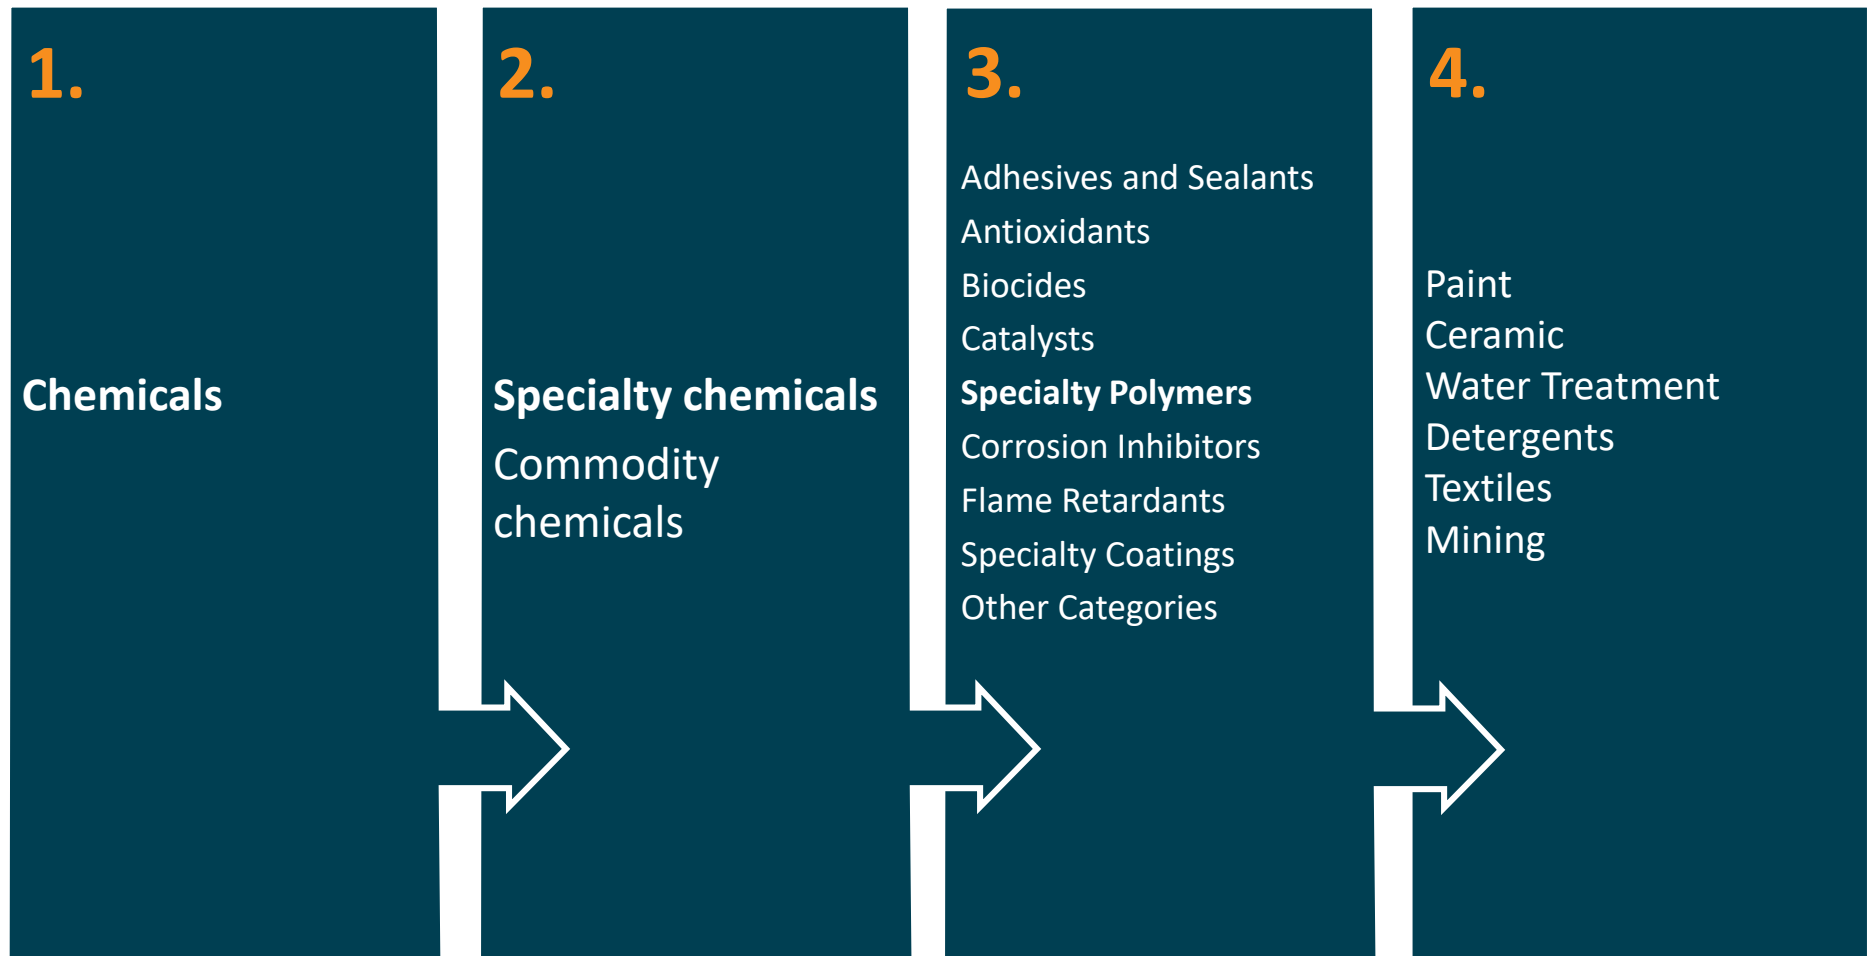 1.
Chemicals
2.
Specialty chemicals
Commodity
chemicals
3.
Adhesives and Sealants
Antioxidants
Biocides
Catalysts
Specialty Polymers
Corrosion Inhibitors
Flame Retardants
Specialty Coatings
Other Categories
4.
Paint
Ceramic
Water Treatment
Detergents
Textiles
Mining